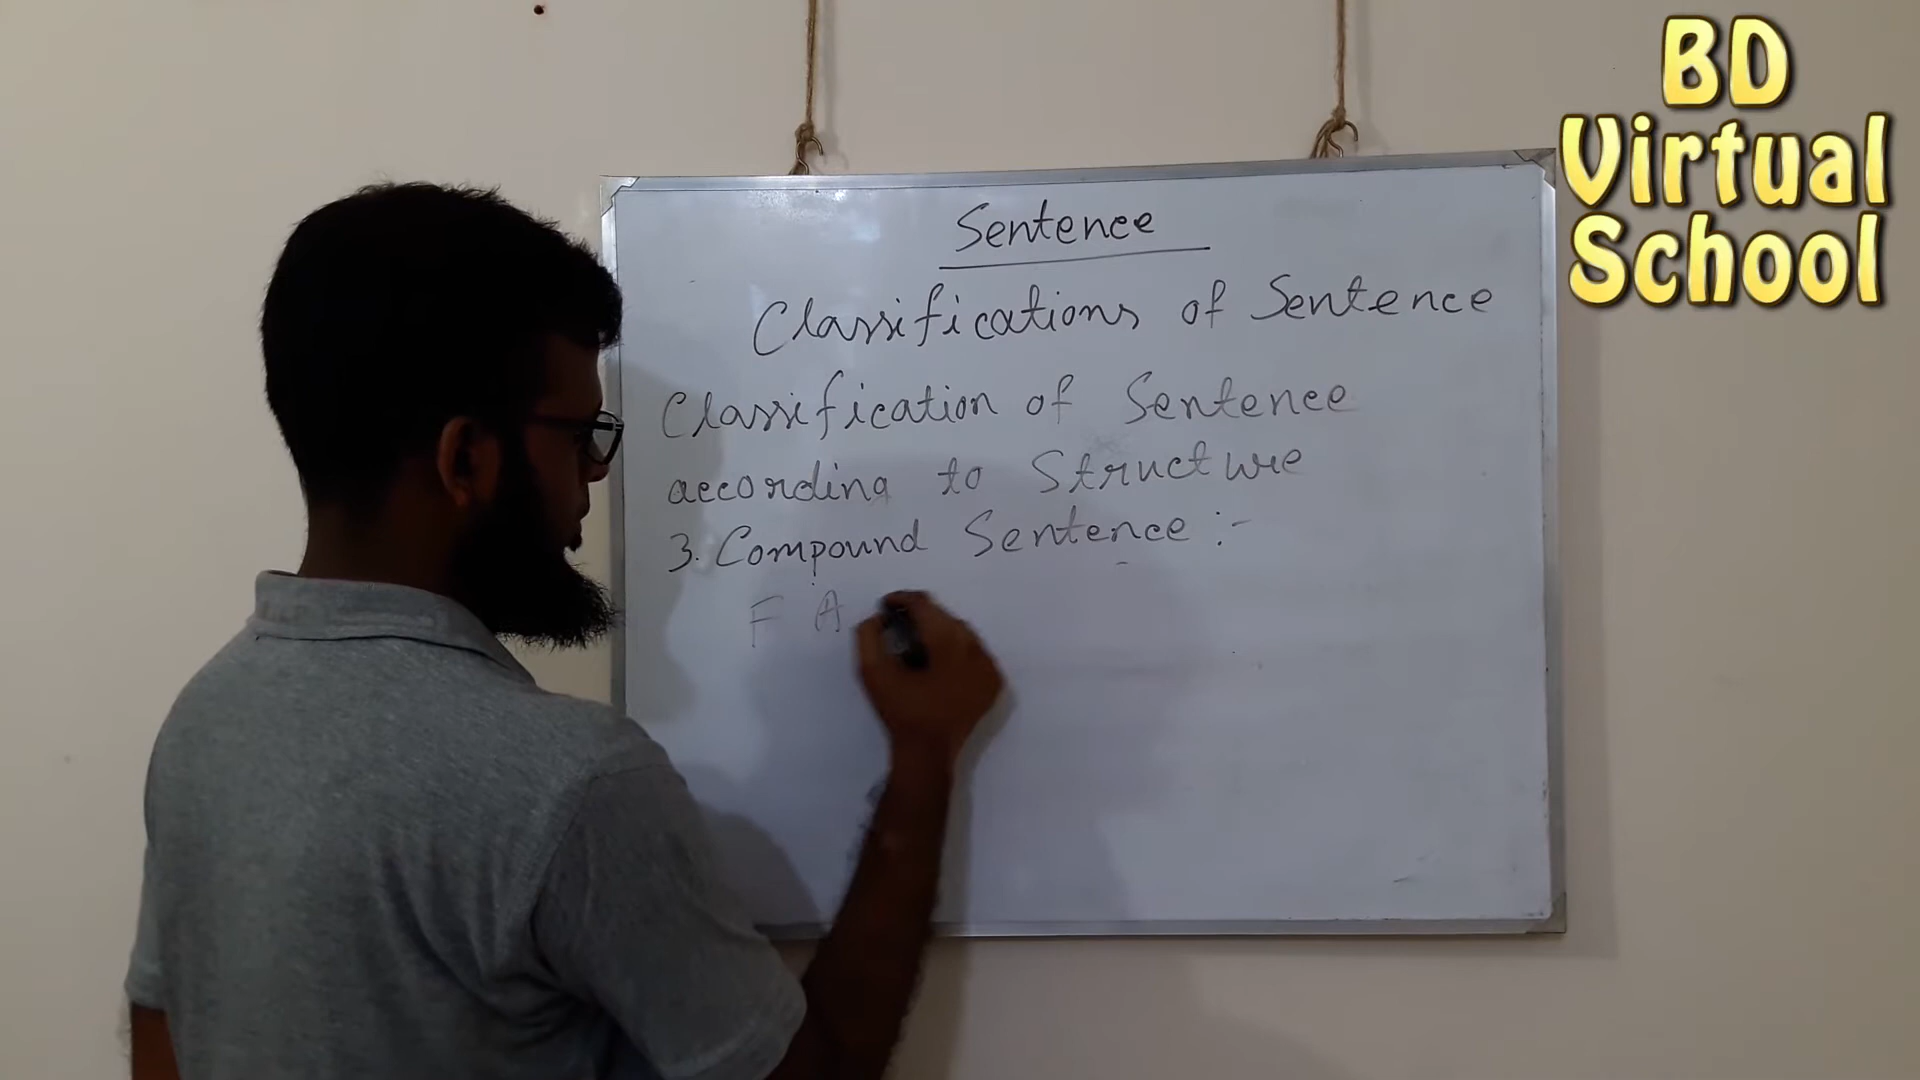 Sentence
Classifications of Sentence
Classification of Sentence
according to Structure
3. Compound Sentence :-
F A
BD
Virtual
School